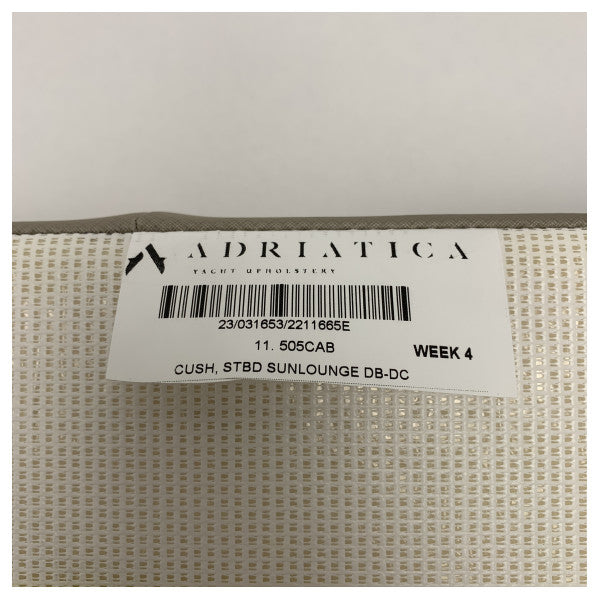 ADRIATICA
YACHT UPHOLSTERY
23/031653/2211665E
11. 505CAB
WEEK 4
CUSH, STBD SUNLOUNGE DB-DC